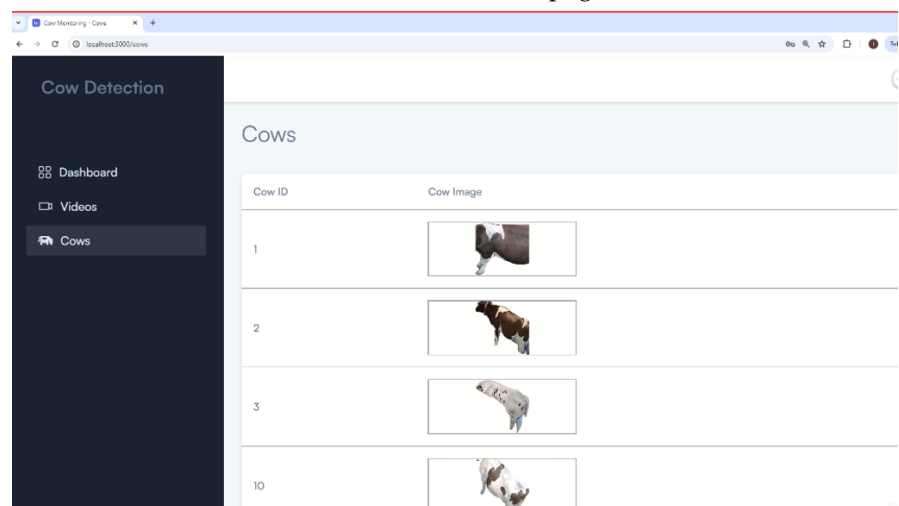 pag
Cow Monitoring - Cows
localhost:3000/cows
Cow Detection
Cows
Dashboard
Cow ID
Cow Image
Videos
Cows
1
2
3
10